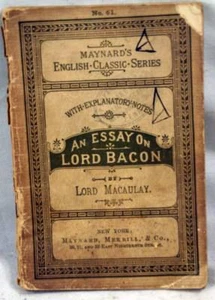 No. 61.
MAYNARD'S
ENGLISH-CLASSIC-SERIES
WITH-EXPLANATORY-NOTES
AN ESSAY ON
LORD BACON
BY
LORD MACAULAY.
NEW YORK:
MAYNARD, MERRILL, & CO.,